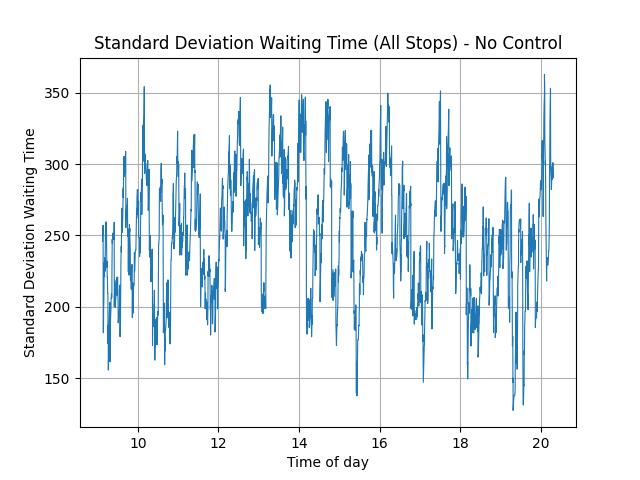 Standard Deviation Waiting Time (All Stops) - No Control
Standard Deviation Waiting Time
350
300
250
200
150
10 12 14 16 18 20
Time of day